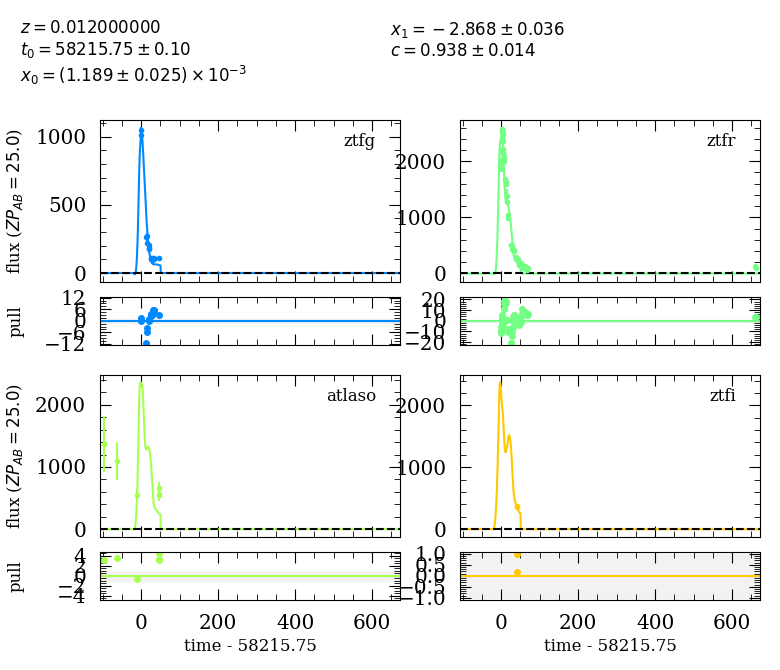 z = 0.012000000
t0 = 58215.75 ± 0.10
x0 = (1.189 ± 0.025) × 10^−3
x1 = −2.868 ± 0.036
c = 0.938 ± 0.014
flux (ZP_AB = 25.0)
1000
500
0
ztfg
2000
1000
0
ztfr
pull
12
6
0
−6
−12
20
10
0
−10
−20
flux (ZP_AB = 25.0)
2000
1000
0
atlaso
2000
1000
0
ztfi
pull
4
2
0
−2
−4
1.0
0.5
0.0
−0.5
−1.0
0 200 400 600
time - 58215.75
0 200 400 600
time - 58215.75